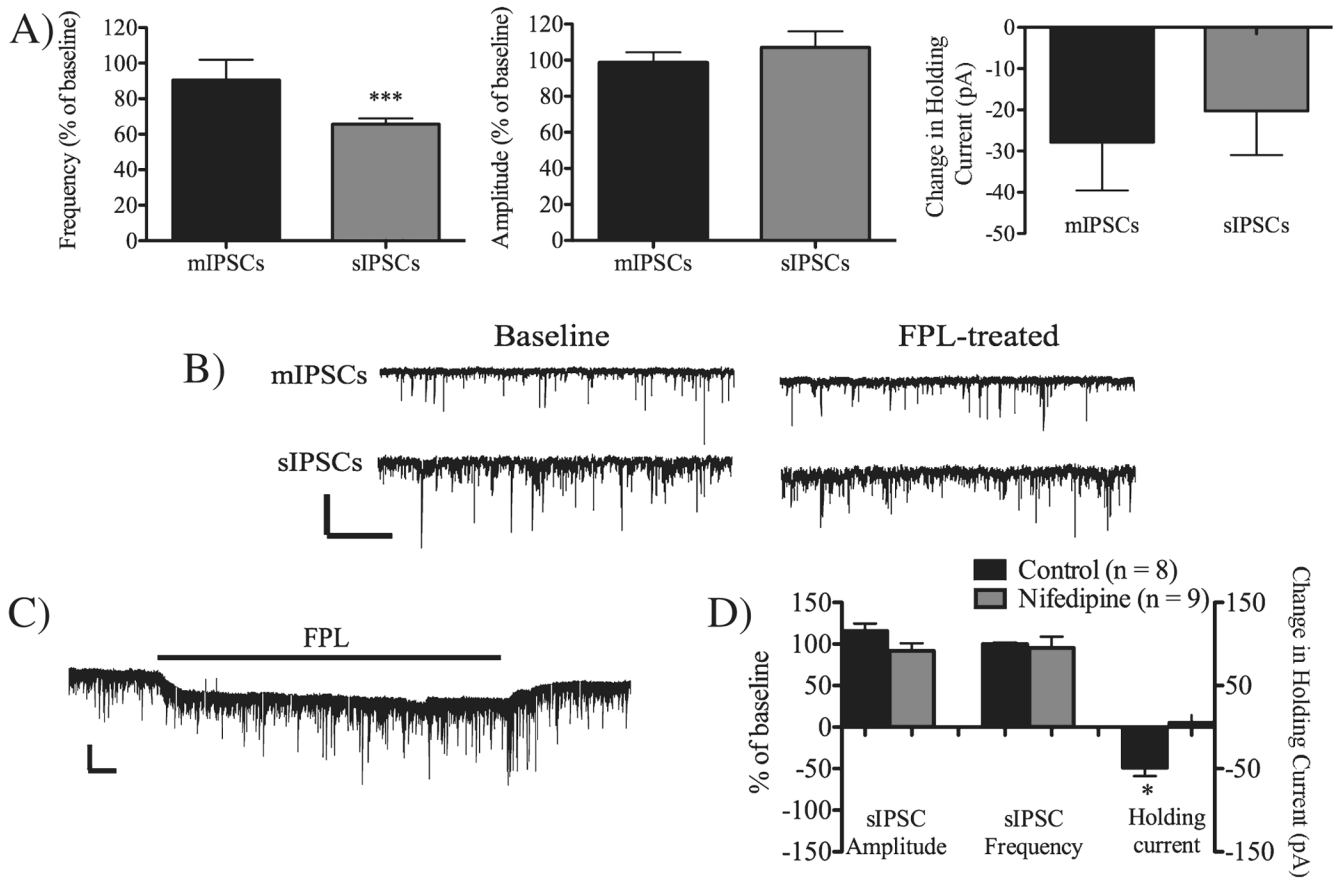 A)
Frequency (% of baseline)
120
100
80
60
40
20
0
***
mIPSCs
sIPSCs
Amplitude (% of baseline)
120
100
80
60
40
20
0
mIPSCs
sIPSCs
Change in Holding
Current (pA)
0
-10
-20
-30
-40
-50
mIPSCs
sIPSCs
B)
Baseline
FPL-treated
mIPSCs
sIPSCs
C)
FPL
D)
Control (n = 8)
Nifedipine (n = 9)
% of baseline
150
100
50
0
-50
-100
-150
sIPSC
Amplitude
sIPSC
Frequency
*
Holding
current
150
50
-50
-150
Change in Holding Current (pA)